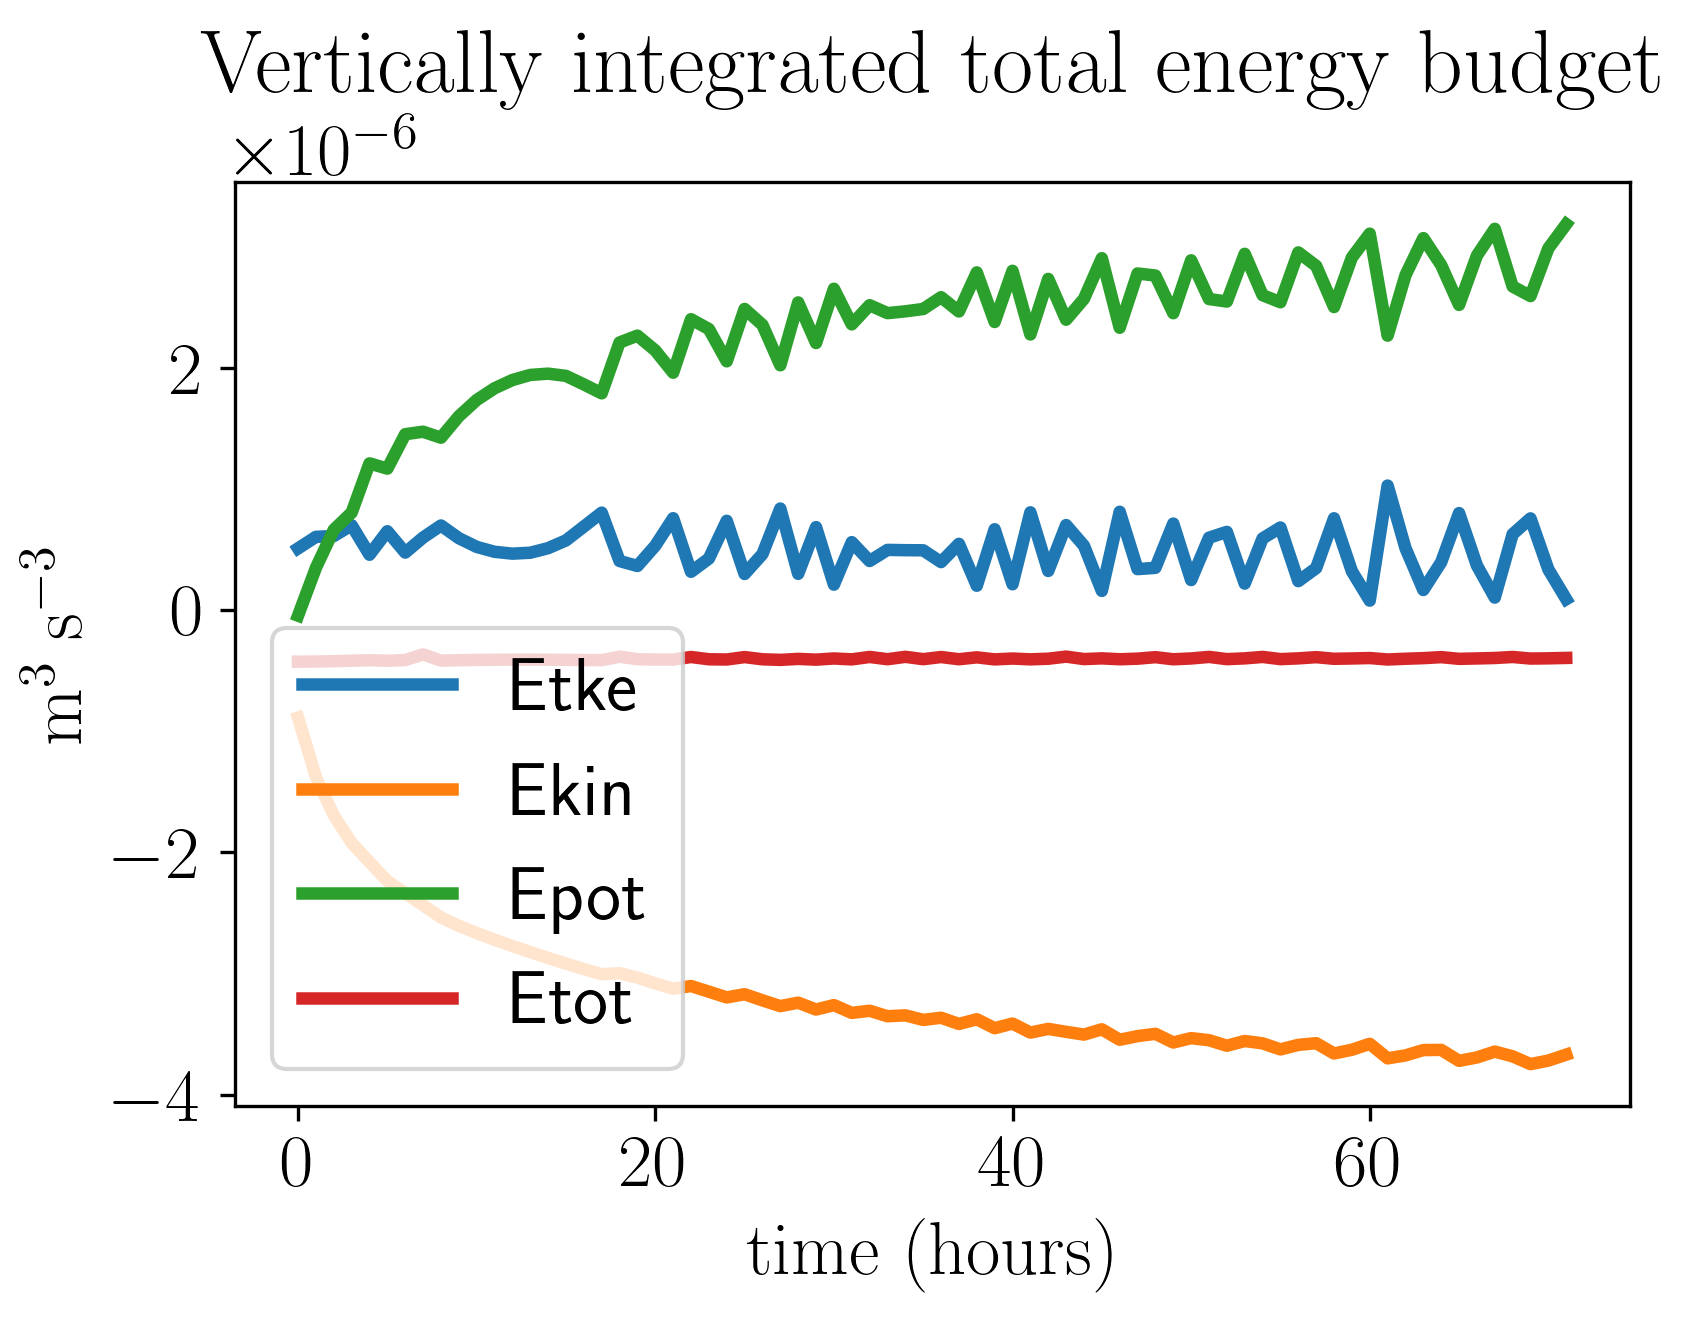 Vertically integrated total energy budget
×10⁻⁶
2
0
−2
−4
m³ s⁻³
Etke
Ekin
Epot
Etot
0 20 40 60
time (hours)